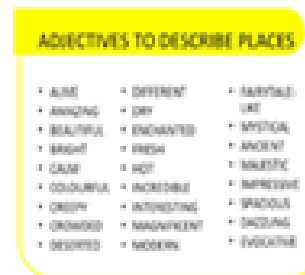 ADJECTIVES TO DESCRIBE PLACES
• ALIVE
• AMAZING
• BEAUTIFUL
• BRIGHT
• CALM
• COLOURFUL
• CREEPY
• CROWDED
• DESERTED
• DIFFERENT
• DRY
• ENCHANTED
• FRESH
• HOT
• INCREDIBLE
• INTERESTING
• MAGNIFICENT
• MODERN
• FAIRYTALE-
LIKE
• MYSTICAL
• ANCIENT
• MAJESTIC
• IMPRESSIVE
• SPACIOUS
• DAZZLING
• EVOCATIVE